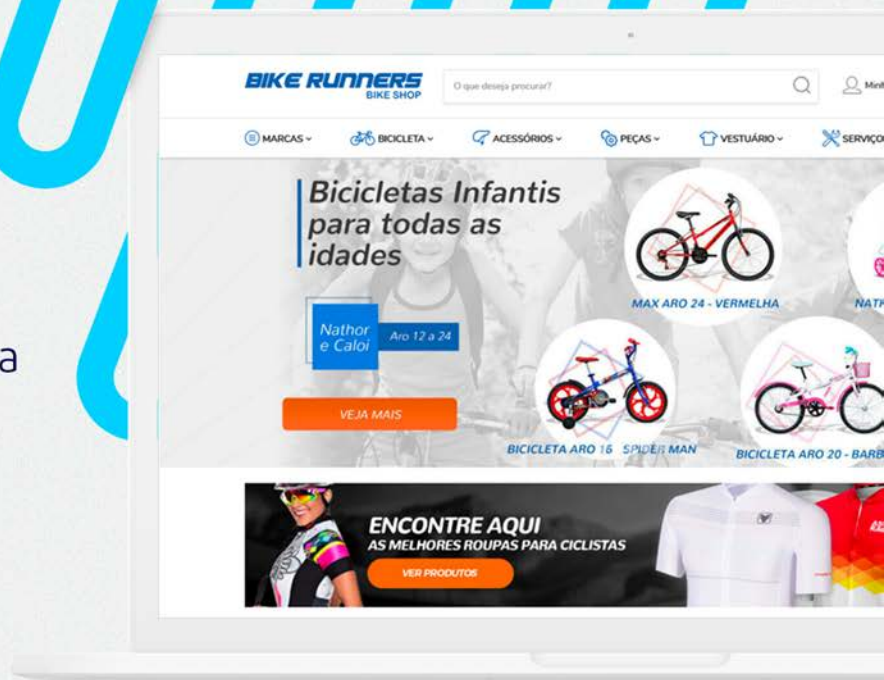 BIKE RUNNERS
BIKE SHOP
O que deseja procurar?
MARCAS
BICICLETA
ACESSÓRIOS
PEÇAS
VESTUÁRIO
Bicicletas Infantis
para todas as
idades
MAX ARO 24 - VERMELHA
Nathor
e Caloi
Aro 12 a 24
a
VEJA MAIS
BICICLETA ARO 16 SPIDER MAN
BICICLETA ARO 20 -
ENCONTRE AQUI
AS MELHORES ROUPAS PARA CICLISTAS
VER PRODUTOS